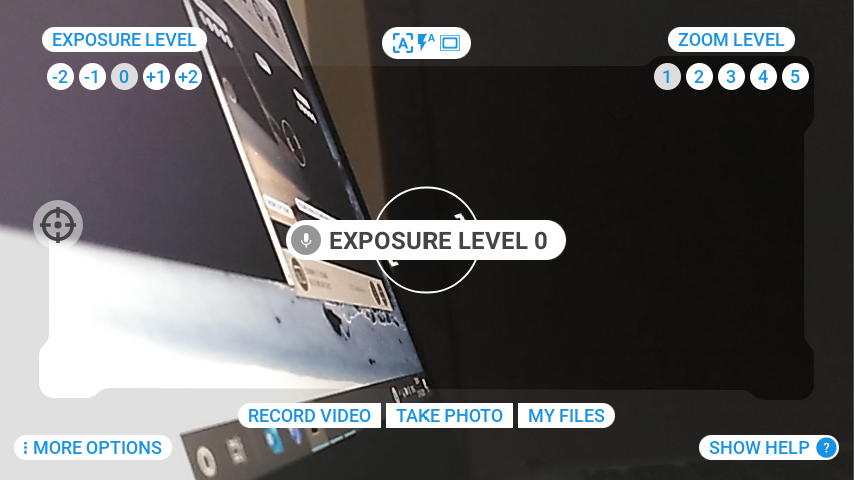 EXPOSURE LEVEL
A
A
ZOOM LEVEL
-2 -1 0 +1 +2
1 2 3 4 5
EXPOSURE LEVEL 0
RECORD VIDEO TAKE PHOTO MY FILES
MORE OPTIONS
SHOW HELP ?